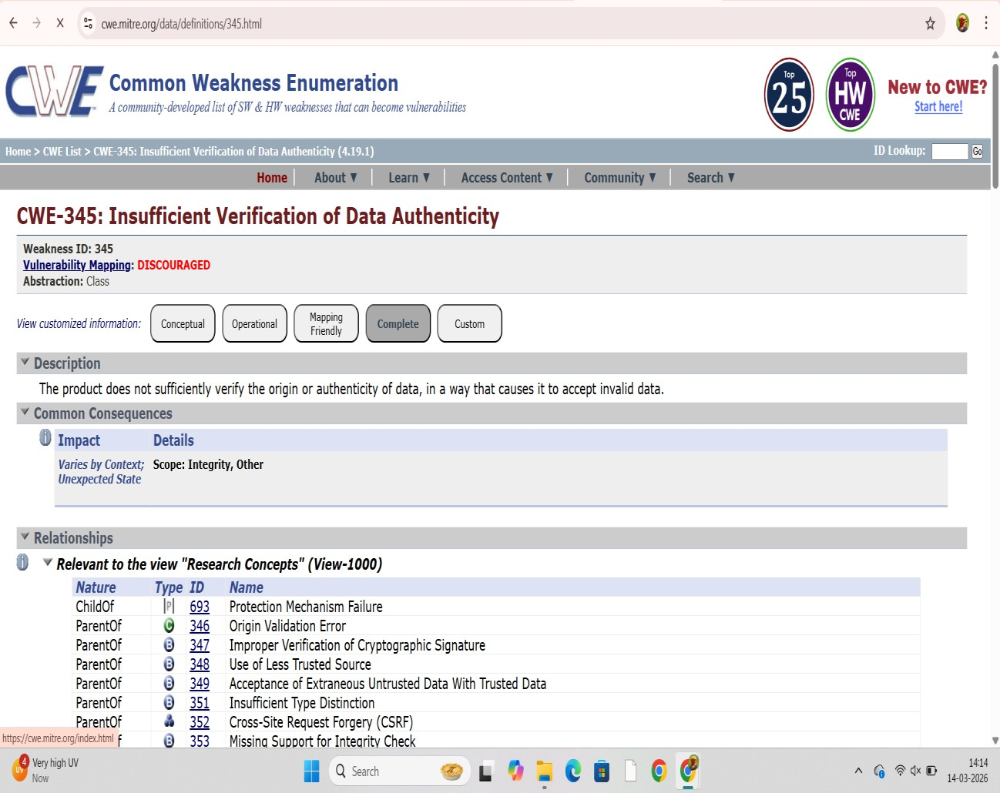 cwe.mitre.org/data/definitions/345.html
CWE
Common Weakness Enumeration
A community-developed list of SW & HW weaknesses that can become vulnerabilities
Top
25
Top
HW
CWE
New to CWE?
Start here!
Home > CWE List > CWE-345: Insufficient Verification of Data Authenticity (4.19.1)
ID Lookup:
Go
Home About ▼ Learn ▼ Access Content ▼ Community ▼ Search ▼
CWE-345: Insufficient Verification of Data Authenticity
Weakness ID: 345
Vulnerability Mapping: DISCOURAGED
Abstraction: Class
View customized information:
Conceptual
Operational
Mapping
Friendly
Complete
Custom
Description
The product does not sufficiently verify the origin or authenticity of data, in a way that causes it to accept invalid data.
Common Consequences
Impact Details
Varies by Context; Scope: Integrity, Other
Unexpected State
Relationships
Relevant to the view "Research Concepts" (View-1000)
Nature Type ID Name
ChildOf P 693 Protection Mechanism Failure
ParentOf C 346 Origin Validation Error
ParentOf B 347 Improper Verification of Cryptographic Signature
ParentOf B 348 Use of Less Trusted Source
ParentOf B 349 Acceptance of Extraneous Untrusted Data With Trusted Data
ParentOf B 351 Insufficient Type Distinction
ParentOf 352 Cross-Site Request Forgery (CSRF)
f B 353 Missing Support for Integrity Check
https://cwe.mitre.org/index.html
4
UV
Very high UV
Now
Search
14:14
14-03-2026